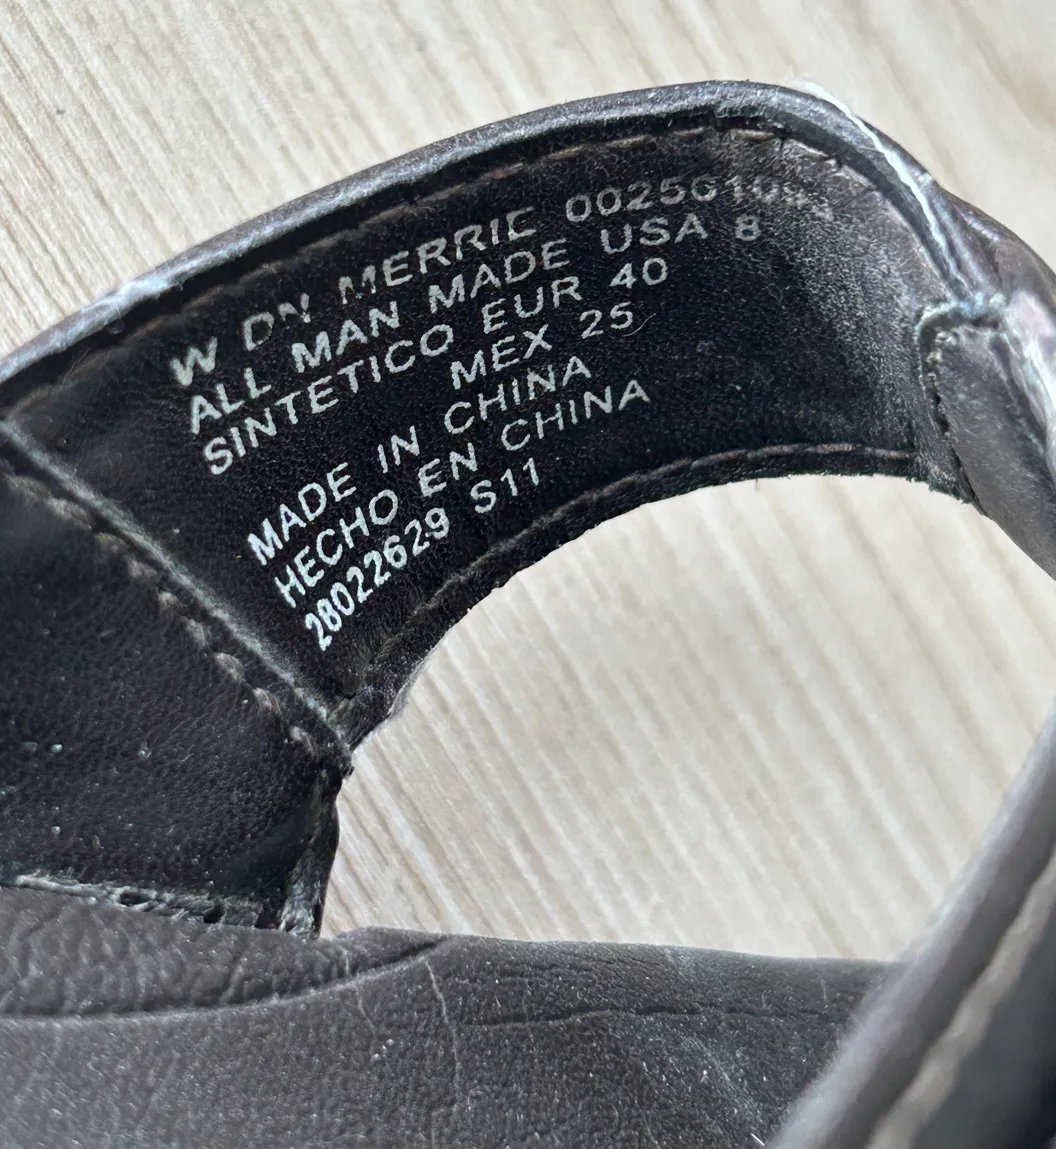 W DN MERRIE
ALL MAN MADE USA 8
SINTETICO EUR 40
MEX 25
MADE IN CHINA
HECHO EN CHINA
28022629 S11